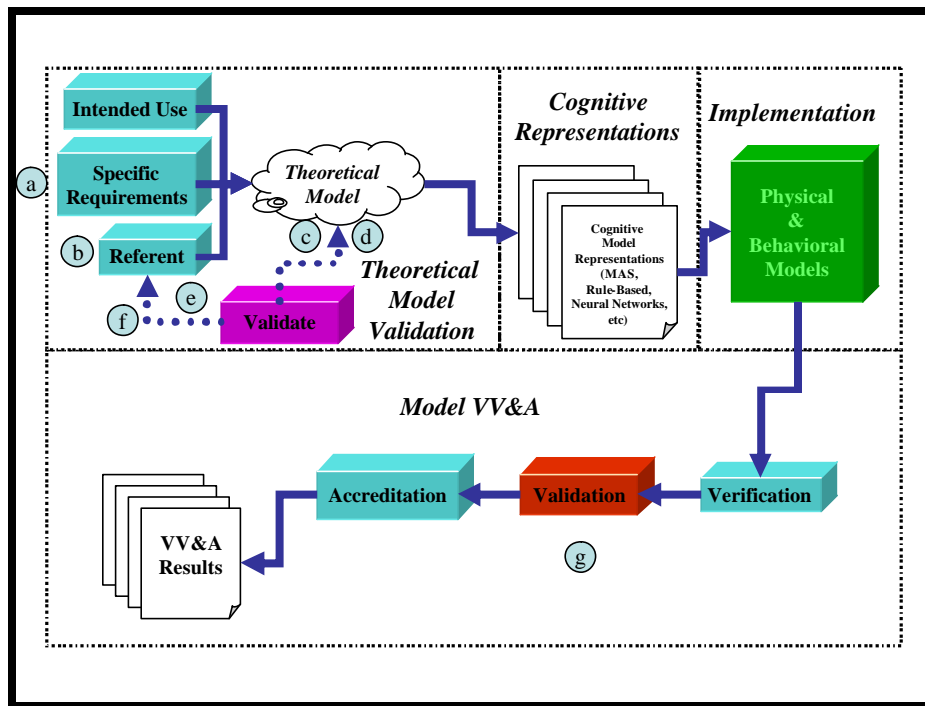 Intended Use
a
Specific
Requirements
b
Referent
Theoretical
Model
c
d
e
f
Validate
Theoretical
Model
Validation
Cognitive
Representations
Cognitive
Model
Representations
(MAS,
Rule-Based,
Neural Networks,
etc)
Implementation
Physical
&
Behavioral
Models
Model VV&A
Accreditation
Validation
Verification
g
VV&A
Results